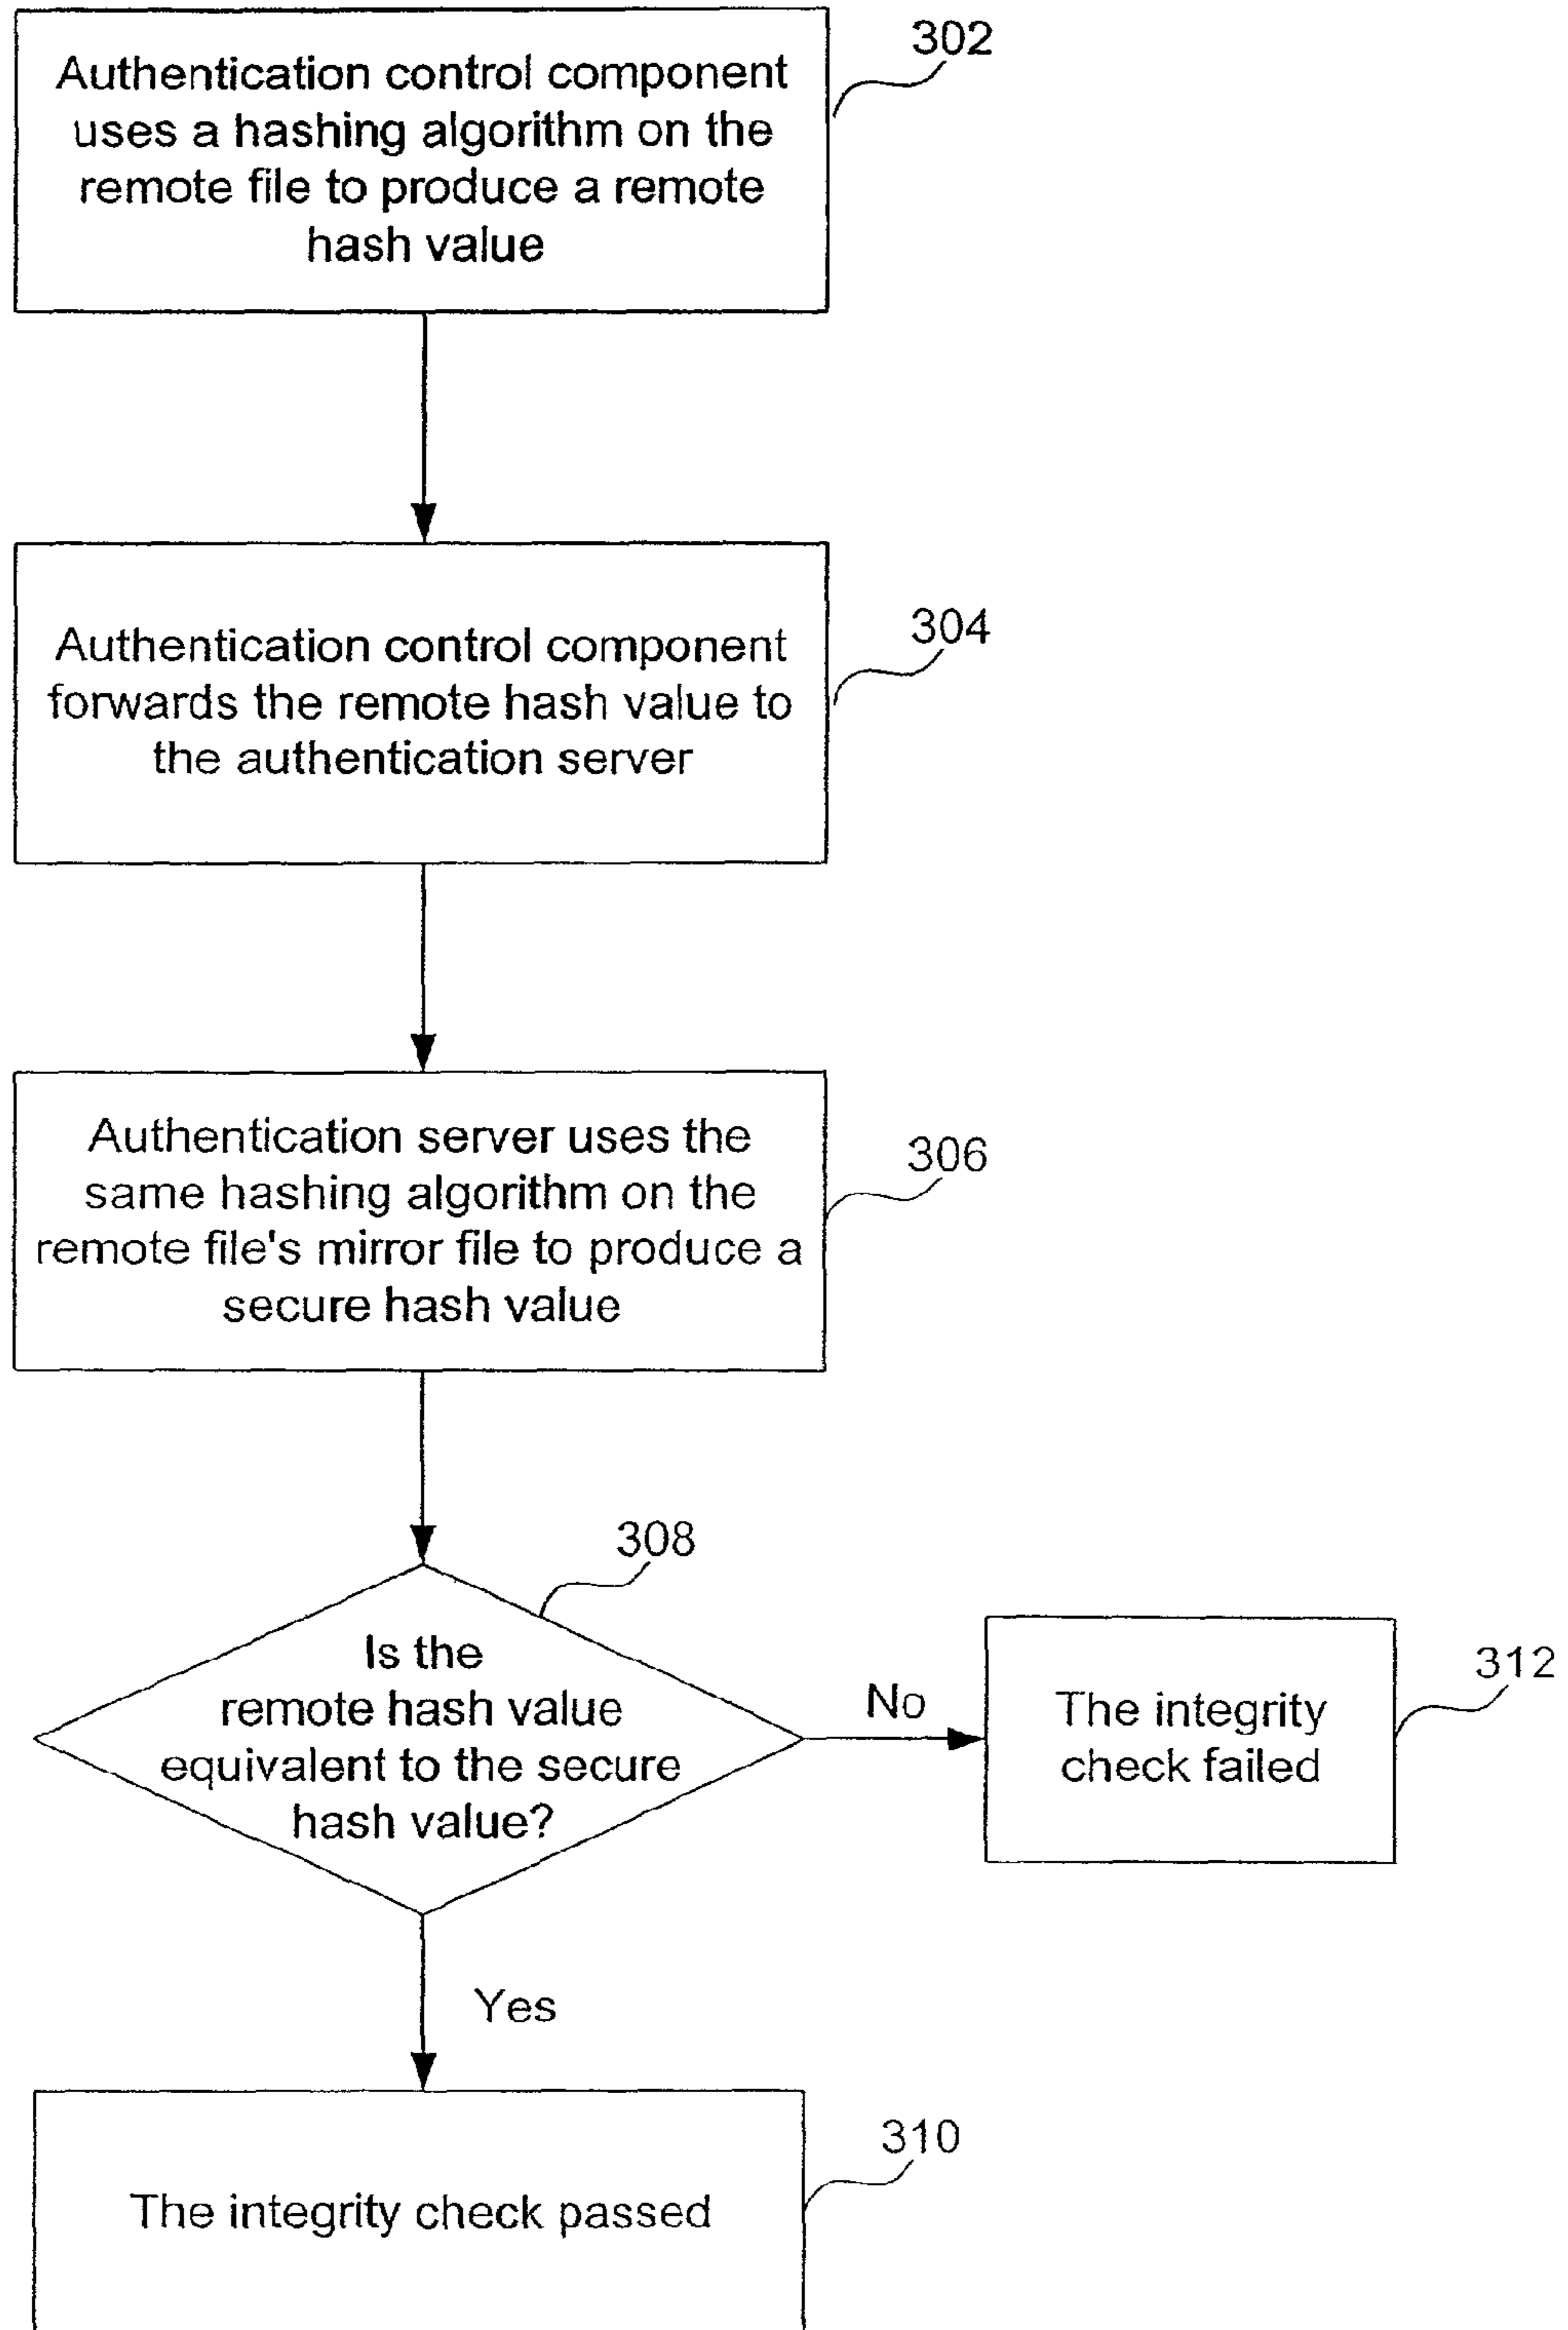 302
Authentication control component
uses a hashing algorithm on the
remote file to produce a remote
hash value
304
Authentication control component
forwards the remote hash value to
the authentication server
306
Authentication server uses the
same hashing algorithm on the
remote file's mirror file to produce a
secure hash value
308
Is the
remote hash value
equivalent to the secure
hash value?
No
312
The integrity
check failed
Yes
310
The integrity check passed